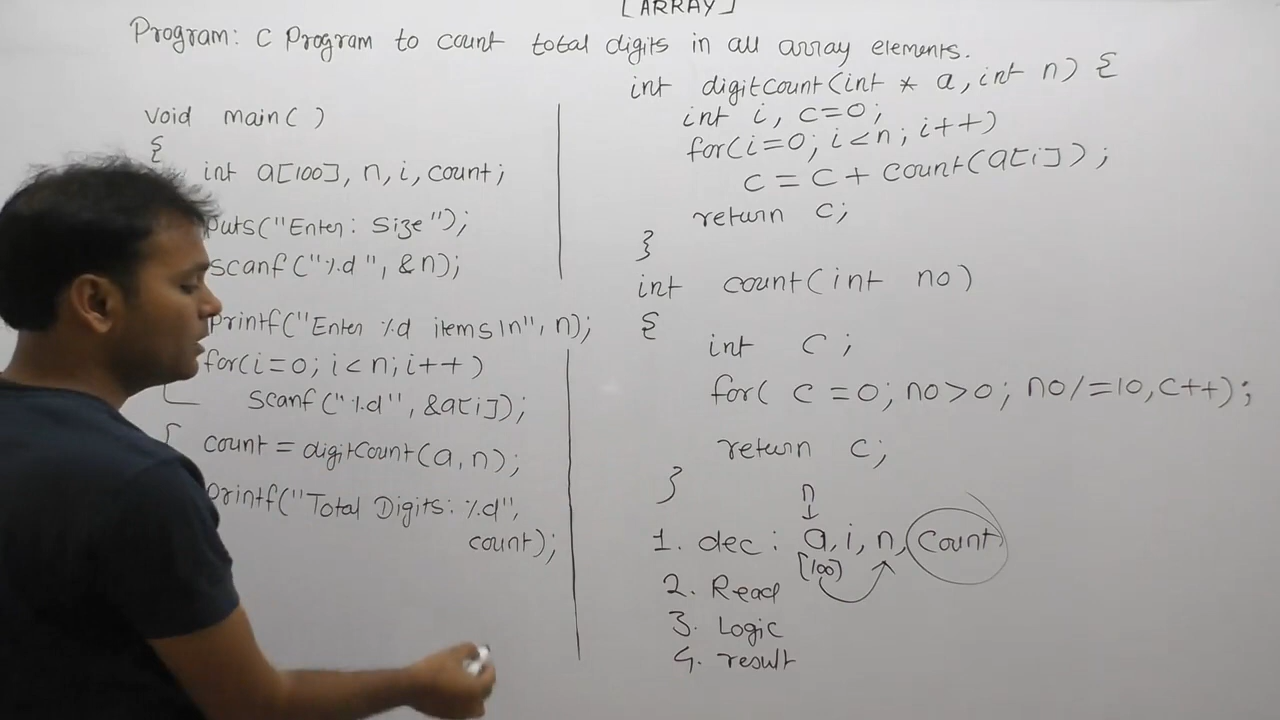 [ARRAY]
Program: C Program to count total digits in all array elements.
void main( )
{
int a[100], n, i, count;
puts("Enter: Size");
scanf("%d", &n);
printf("Enter %d items\n", n);
for(i=0; i<n; i++)
scanf("%d", &a[i]);
count = digitCount(a, n);
printf("Total Digits: %d",
count);
int digitCount(int * a, int n) {
int i, c=0;
for(i=0; i<n; i++)
c = c + count(a[i]);
return c;
}
int count(int no)
{
int c;
for( c = 0; no>0; no/=10, c++);
return c;
}
n
1. dec: a, i, n, count
[100]
2. Read
3. Logic
4. result